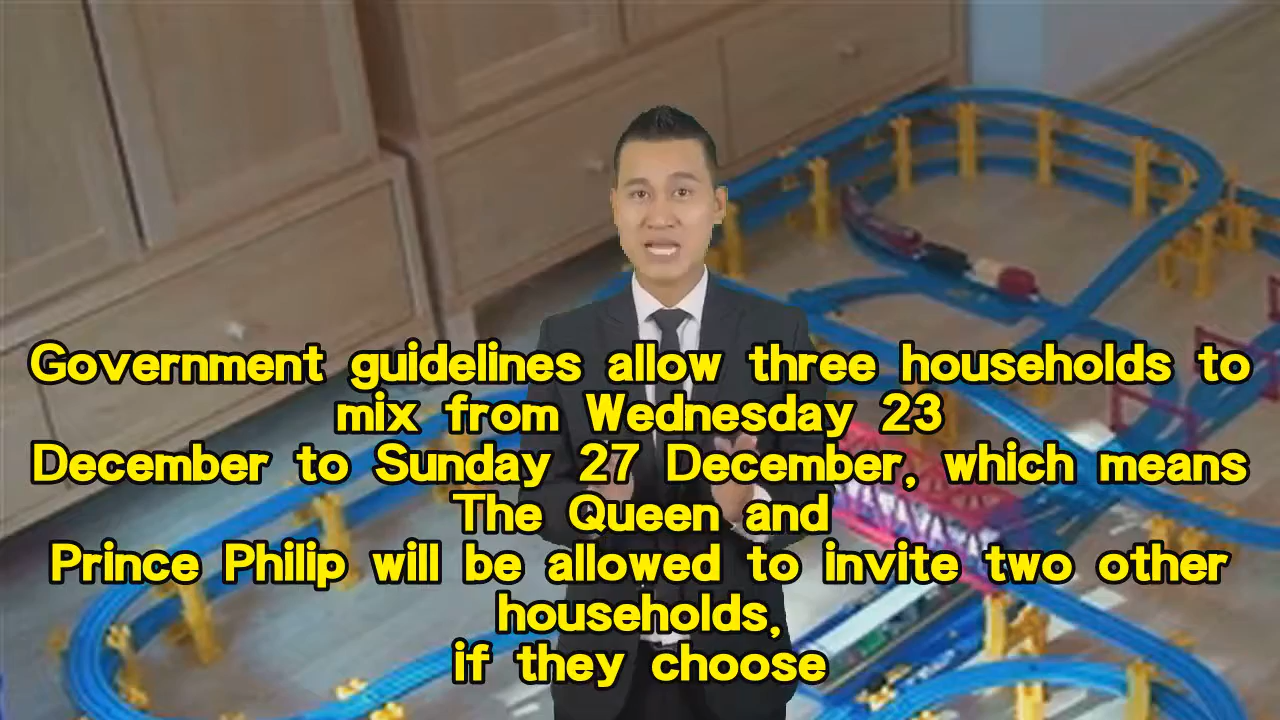 Government guidelines allow three households to
mix from Wednesday 23
December to Sunday 27 December, which means
The Queen and
Prince Philip will be allowed to invite two other
households,
if they choose